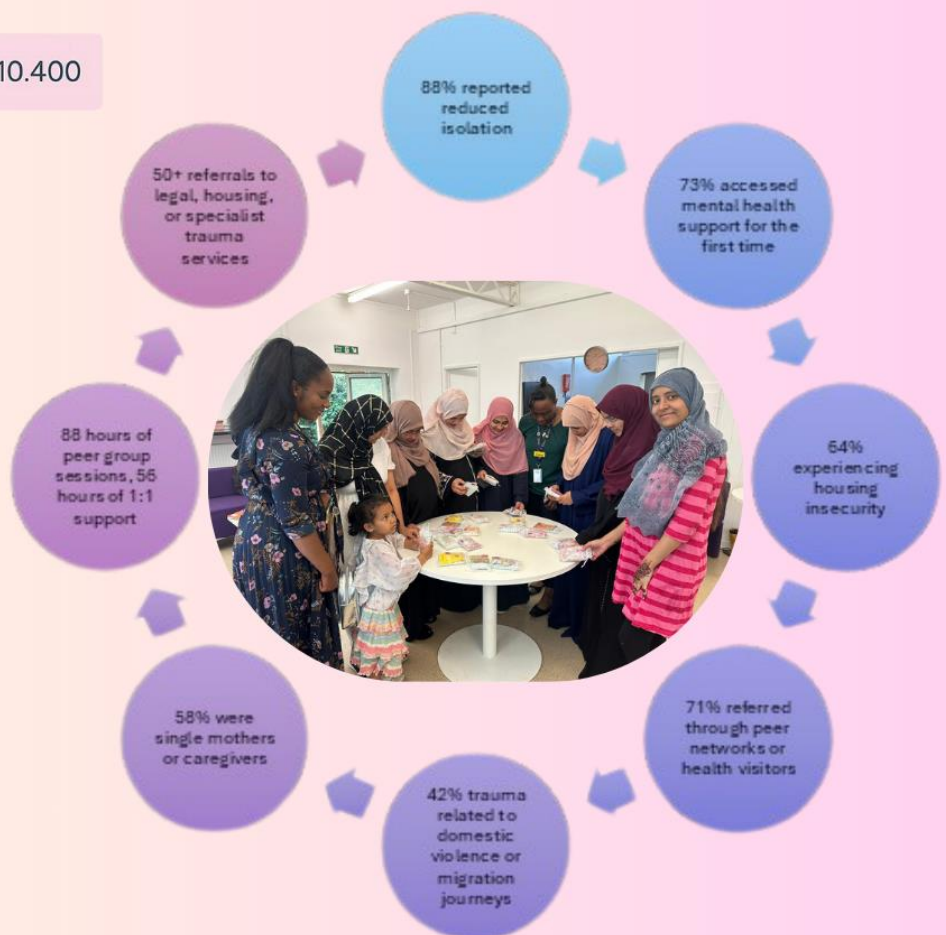 10.400
88% reported
reduced
isolation
73% accessed
mental health
support for the
first time
64%
experiencing
housing
insecurity
71% referred
through peer
networks or
health visitors
42% trauma
related to
domestic
violence or
migration
journeys
58% were
single mothers
or caregivers
88 hours of
peer group
sessions, 56
hours of 1:1
support
50+ referrals to
legal, housing,
or specialist
trauma
services